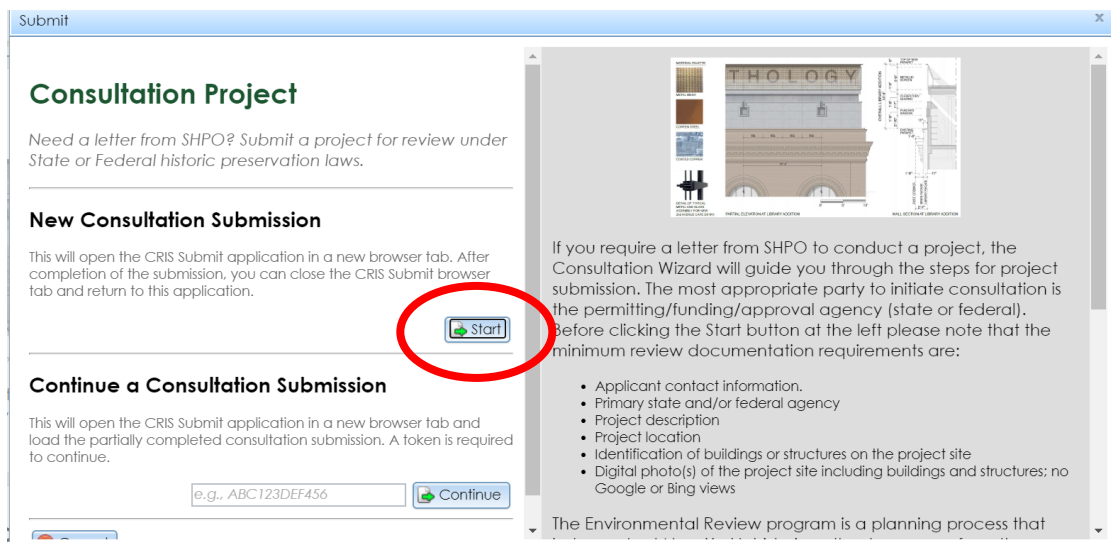 Submit
x
Consultation Project
Need a letter from SHPO? Submit a project for review under
State or Federal historic preservation laws.
New Consultation Submission
This will open the CRIS Submit application in a new browser tab. After
completion of the submission, you can close the CRIS Submit browser
tab and return to this application.
Start
Continue a Consultation Submission
This will open the CRIS Submit application in a new browser tab and
load the partially completed consultation submission. A token is required
to continue.
e.g., ABC123DEF456
Continue
THOLOGY
If you require a letter from SHPO to conduct a project, the
Consultation Wizard will guide you through the steps for project
submission. The most appropriate party to initiate consultation is
the permitting/funding/approval agency (state or federal).
Before clicking the Start button at the left please note that the
minimum review documentation requirements are:
• Applicant contact information.
• Primary state and/or federal agency
• Project description
• Project location
• Identification of buildings or structures on the project site
• Digital photo(s) of the project site including buildings and structures; no
Google or Bing views
The Environmental Review program is a planning process that